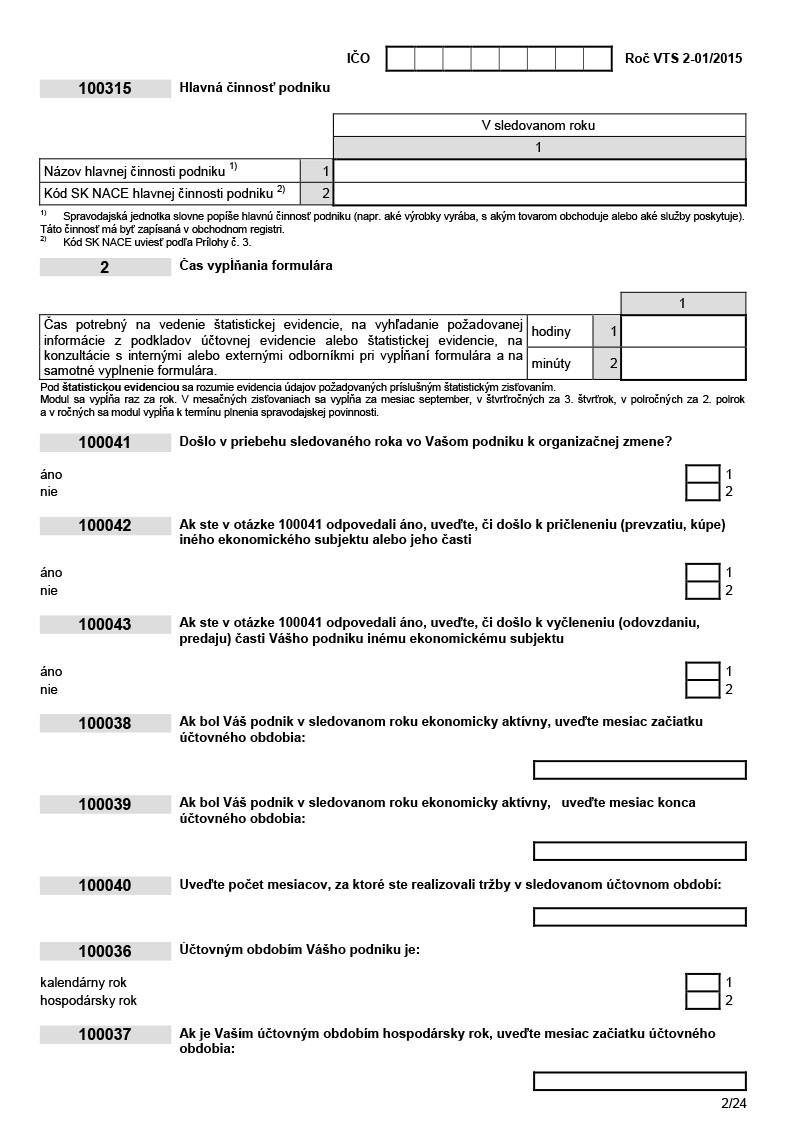 IČO Roč VTS 2-01/2015
100315 Hlavná činnosť podniku
V sledovanom roku
1
Názov hlavnej činnosti podniku 1) 1
Kód SK NACE hlavnej činnosti podniku 2) 2
1) Spravodajská jednotka slovne popíše hlavnú činnosť podniku (napr. aké výrobky vyrába, s akým tovarom obchoduje alebo aké služby poskytuje).
Táto činnosť má byť zapísaná v obchodnom registri.
2) Kód SK NACE uviesť podľa Prílohy č. 3.
2 Čas vypĺňania formulára
1
Čas potrebný na vedenie štatistickej evidencie, na vyhľadanie požadovanej
informácie z podkladov účtovnej evidencie alebo štatistickej evidencie, na
konzultácie s internými alebo externými odborníkmi pri vypĺňaní formulára a na
samotné vyplnenie formulára.
hodiny 1
minúty 2
Pod štatistickou evidenciou sa rozumie evidencia údajov požadovaných príslušným štatistickým zisťovaním.
Modul sa vypĺňa raz za rok. V mesačných zisťovaniach sa vypĺňa za mesiac september, v štvrťročných za 3. štvrťrok, v polročných za 2. polrok
a v ročných sa modul vypĺňa k termínu plnenia spravodajskej povinnosti.
100041 Došlo v priebehu sledovaného roka vo Vašom podniku k organizačnej zmene?
áno 1
nie 2
100042 Ak ste v otázke 100041 odpovedali áno, uveďte, či došlo k pričleneniu (prevzatiu, kúpe)
iného ekonomického subjektu alebo jeho časti
áno 1
nie 2
100043 Ak ste v otázke 100041 odpovedali áno, uveďte, či došlo k vyčleneniu (odovzdaniu,
predaju) časti Vášho podniku inému ekonomickému subjektu
áno 1
nie 2
100038 Ak bol Váš podnik v sledovanom roku ekonomicky aktívny, uveďte mesiac začiatku
účtovného obdobia:
100039 Ak bol Váš podnik v sledovanom roku ekonomicky aktívny, uveďte mesiac konca
účtovného obdobia:
100040 Uveďte počet mesiacov, za ktoré ste realizovali tržby v sledovanom účtovnom období:
100036 Účtovným obdobím Vášho podniku je:
kalendárny rok 1
hospodársky rok 2
100037 Ak je Vaším účtovným obdobím hospodársky rok, uveďte mesiac začiatku účtovného
obdobia:
2/24